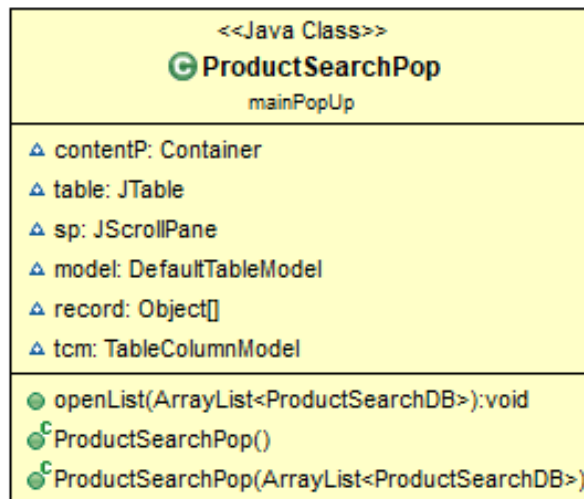 <<Java Class>>
ProductSearchPop
mainPopUp
contentP: Container
table: JTable
sp: JScrollPane
model: DefaultTableModel
record: Object[]
tcm: TableColumnModel
openList(ArrayList<ProductSearchDB>):void
ProductSearchPop()
ProductSearchPop(ArrayList<ProductSearchDB>)